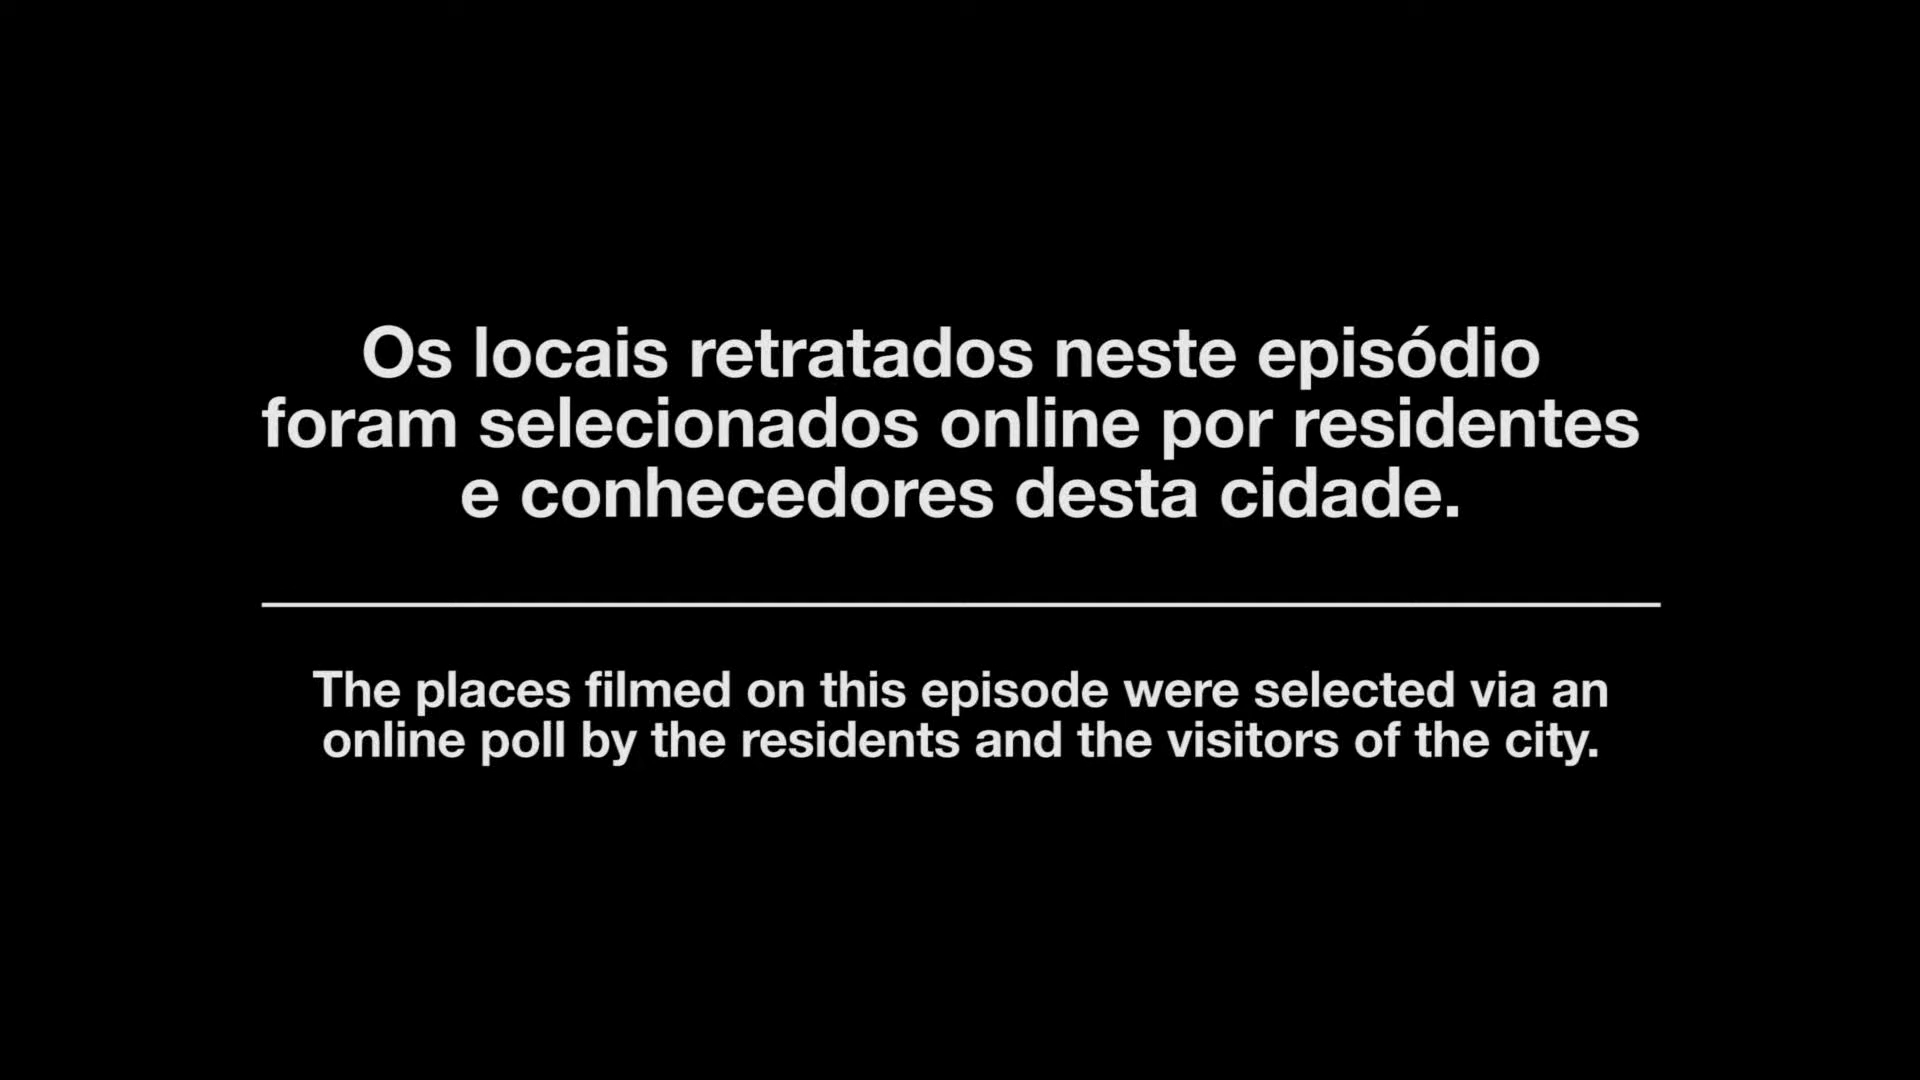 Os locais retratados neste episódio
foram selecionados online por residentes
e conhecedores desta cidade.
The places filmed on this episode were selected via an
online poll by the residents and the visitors of the city.